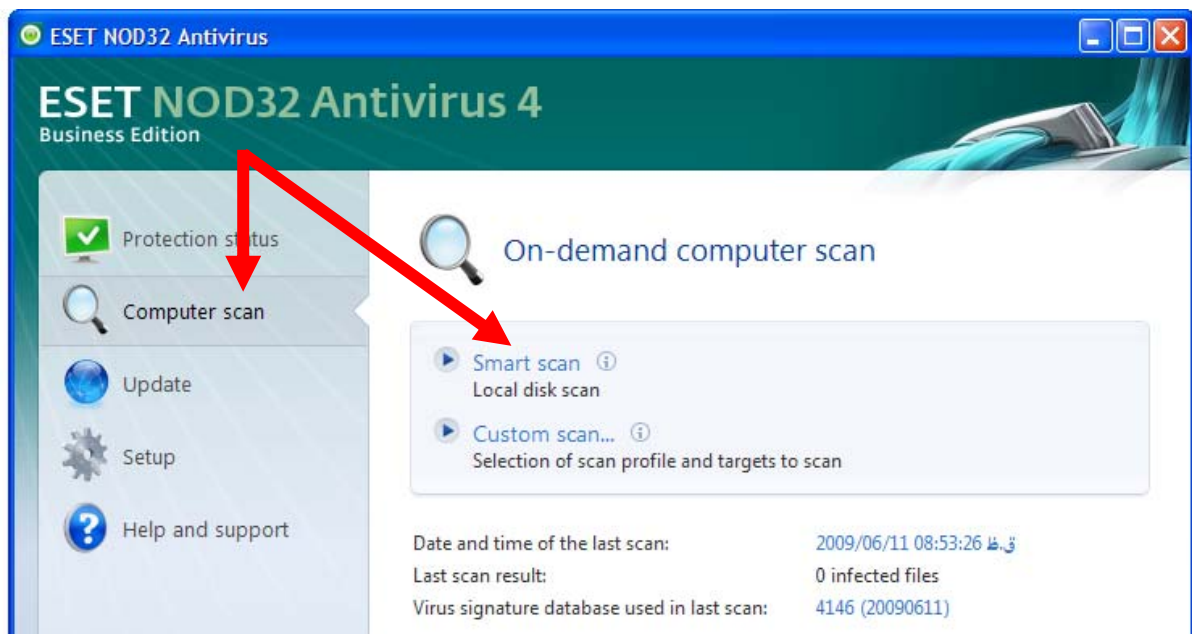 ESET NOD32 Antivirus
ESET NOD32 Antivirus 4
Business Edition
Protection status
Computer scan
Update
Setup
Help and support
On-demand computer scan
Smart scan
Local disk scan
Custom scan...
Selection of scan profile and targets to scan
Date and time of the last scan: 2009/06/11 08:53:26 ق.ظ
Last scan result: 0 infected files
Virus signature database used in last scan: 4146 (20090611)